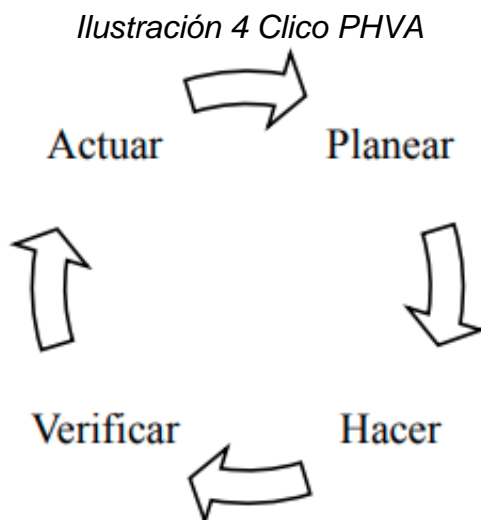 Ilustración 4 Clico PHVA
Actuar
Planear
Verificar
Hacer